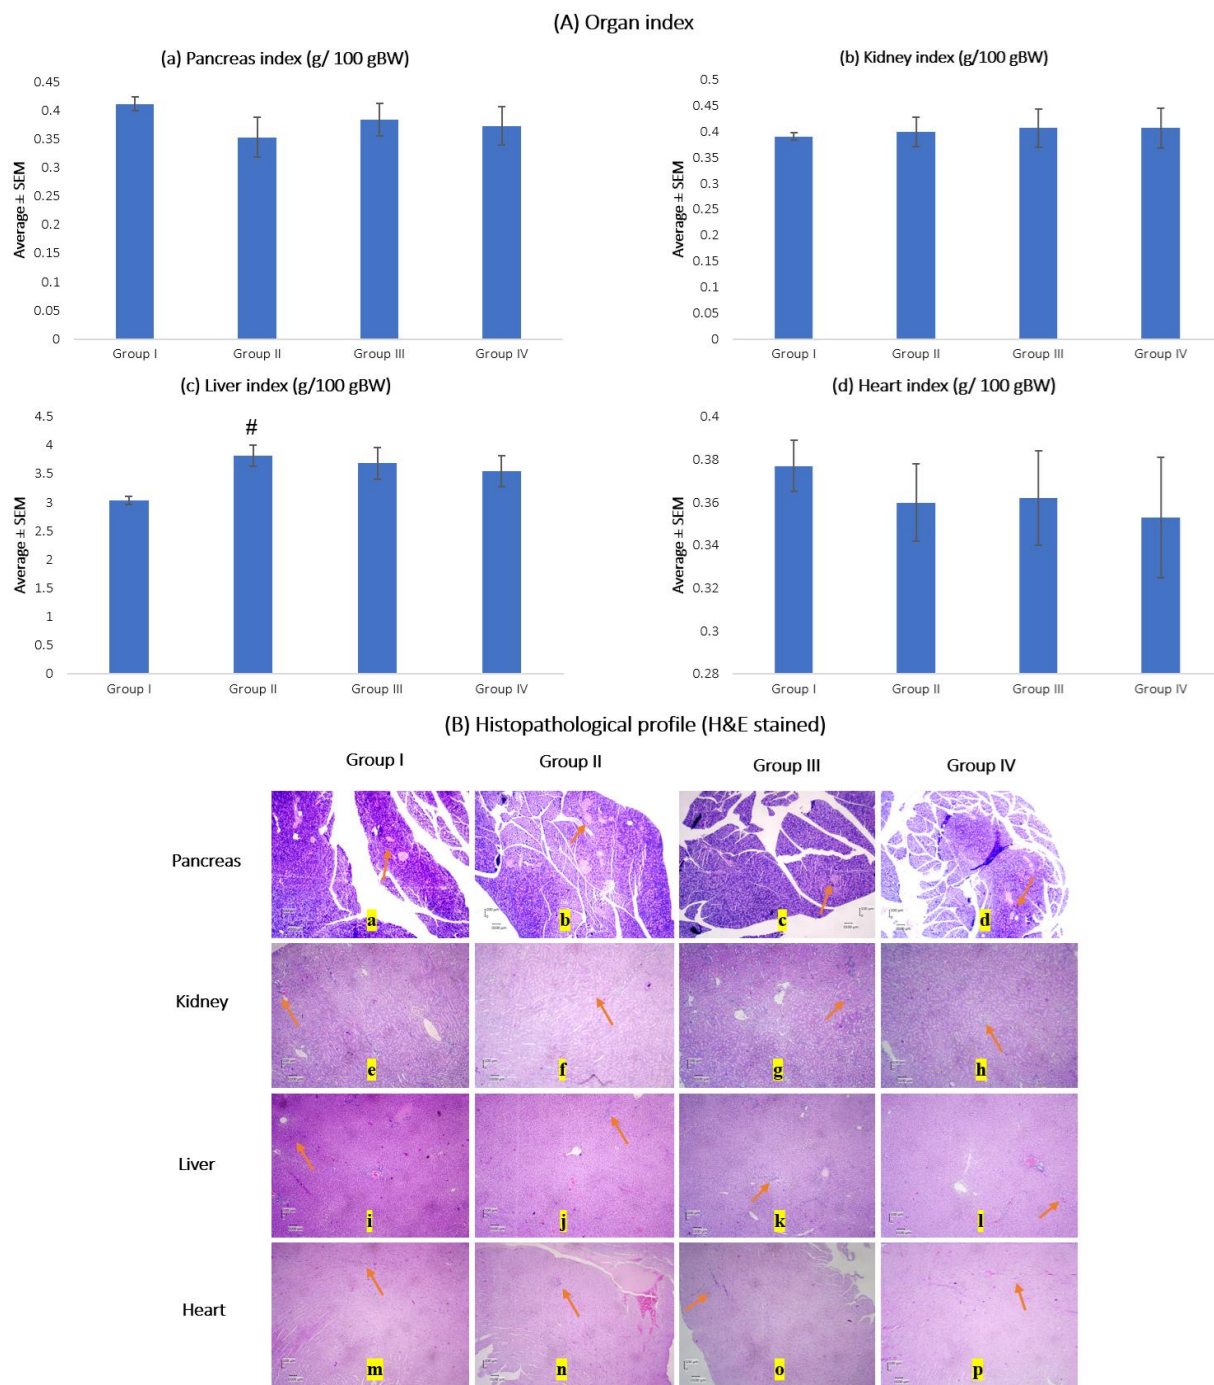 (A) Organ index
(a) Pancreas index (g/ 100 gBW)
0.45
0.4
0.35
0.3
0.25
0.2
0.15
0.1
0.05
0
Average ± SEM
Group I
Group II
Group III
Group IV
(b) Kidney index (g/100 gBW)
0.5
0.45
0.4
0.35
0.3
0.25
0.2
0.15
0.1
0.05
0
Average ± SEM
Group I
Group II
Group III
Group IV
(c) Liver index (g/100 gBW)
4.5
4
3.5
3
2.5
2
1.5
1
0.5
0
Average ± SEM
#
Group I
Group II
Group III
Group IV
(d) Heart index (g/ 100 gBW)
0.4
0.38
0.36
0.34
0.32
0.3
0.28
Average ± SEM
Group I
Group II
Group III
Group IV
(B) Histopathological profile (H&E stained)
Group I
Group II
Group III
Group IV
Pancreas
a
b
c
d
Kidney
e
f
g
h
Liver
i
j
k
l
Heart
m
n
o
p